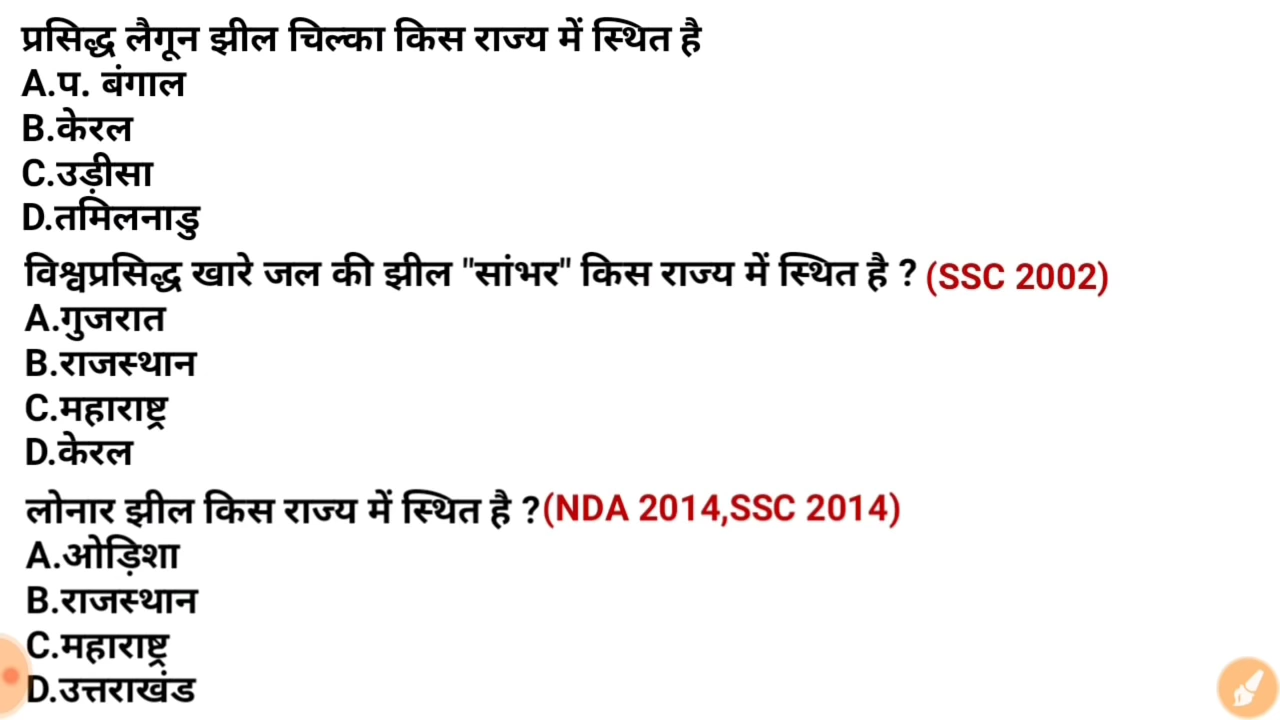 प्रसिद्ध लैगून झील चिल्का किस राज्य में स्थित है
A.प. बंगाल
B.केरल
C.उड़ीसा
D.तमिलनाडु
विश्वप्रसिद्ध खारे जल की झील "सांभर" किस राज्य में स्थित है ? (SSC 2002)
A.गुजरात
B.राजस्थान
C.महाराष्ट्र
D.केरल
लोनार झील किस राज्य में स्थित है ?(NDA 2014,SSC 2014)
A.ओड़िशा
B.राजस्थान
C.महाराष्ट्र
D.उत्तराखंड